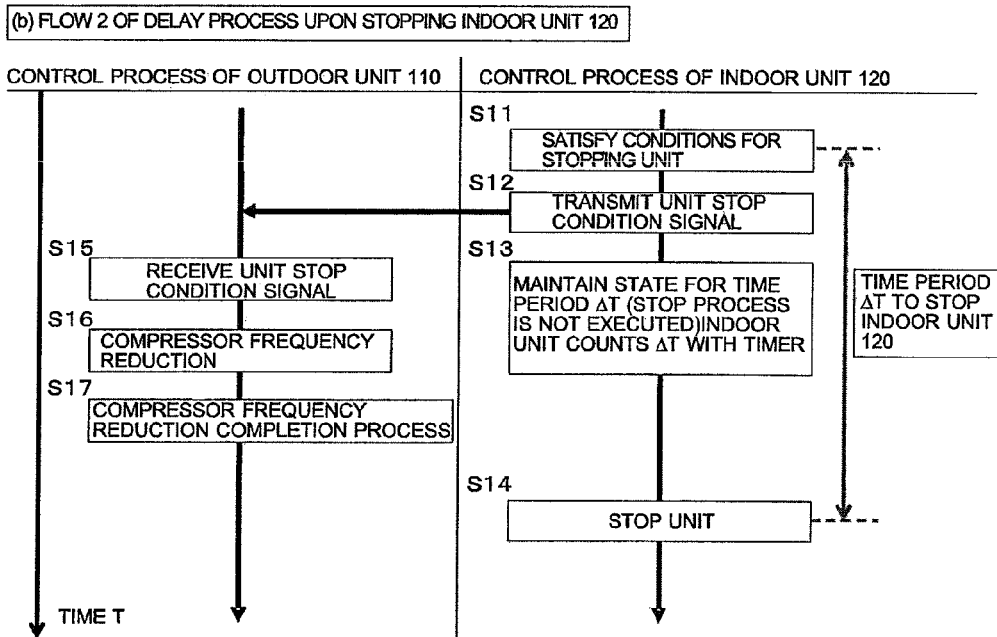 (b) FLOW 2 OF DELAY PROCESS UPON STOPPING INDOOR UNIT 120
CONTROL PROCESS OF OUTDOOR UNIT 110
CONTROL PROCESS OF INDOOR UNIT 120
S11
SATISFY CONDITIONS FOR
STOPPING UNIT
S12
TRANSMIT UNIT STOP
CONDITION SIGNAL
S13
MAINTAIN STATE FOR TIME
PERIOD ΔT (STOP PROCESS
IS NOT EXECUTED)INDOOR
UNIT COUNTS ΔT WITH TIMER
TIME PERIOD
ΔT TO STOP
INDOOR UNIT
120
S15
RECEIVE UNIT STOP
CONDITION SIGNAL
S16
COMPRESSOR FREQUENCY
REDUCTION
S17
COMPRESSOR FREQUENCY
REDUCTION COMPLETION PROCESS
S14
STOP UNIT
TIME T